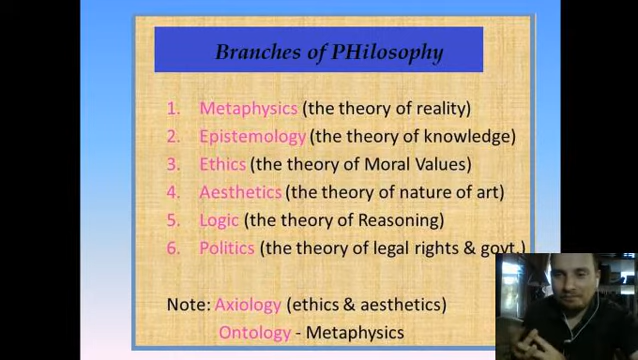 Branches of PHilosophy
1. Metaphysics (the theory of reality)
2. Epistemology (the theory of knowledge)
3. Ethics (the theory of Moral Values)
4. Aesthetics (the theory of nature of art)
5. Logic (the theory of Reasoning)
6. Politics (the theory of legal rights & govt.)
Note: Axiology (ethics & aesthetics)
Ontology - Metaphysics